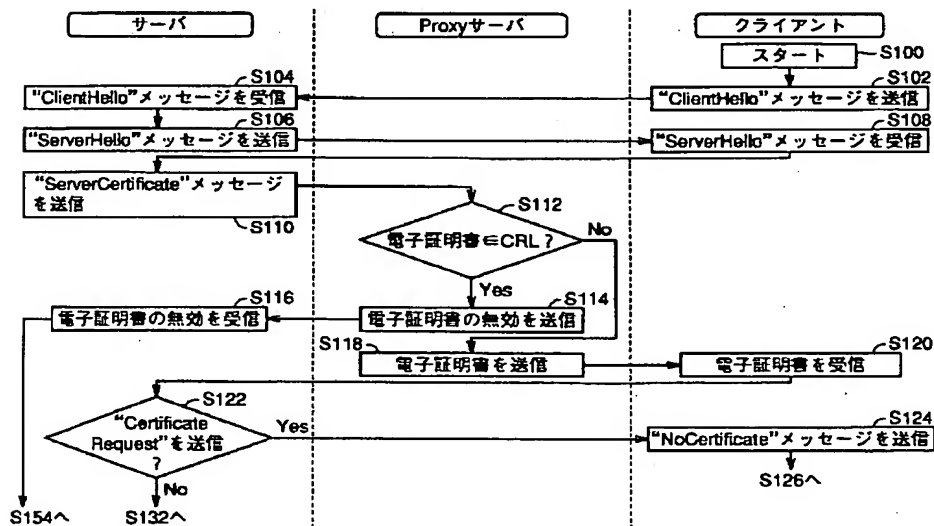 サーバ
Proxyサーバ
クライアント
スタート
S100
S104
S102
"ClientHello"メッセージを受信
"ClientHello"メッセージを送信
S106
S108
"ServerHello"メッセージを送信
"ServerHello"メッセージを受信
"ServerCertificate"メッセージ
を送信
S110
S112
電子証明書∈CRL?
No
Yes
S116
S114
電子証明書の無効を受信
電子証明書の無効を送信
S118
S120
電子証明書を送信
電子証明書を受信
S122
"Certificate
Request"を送信
?
Yes
S124
"NoCertificate"メッセージを送信
No
S126へ
S154へ
S132へ